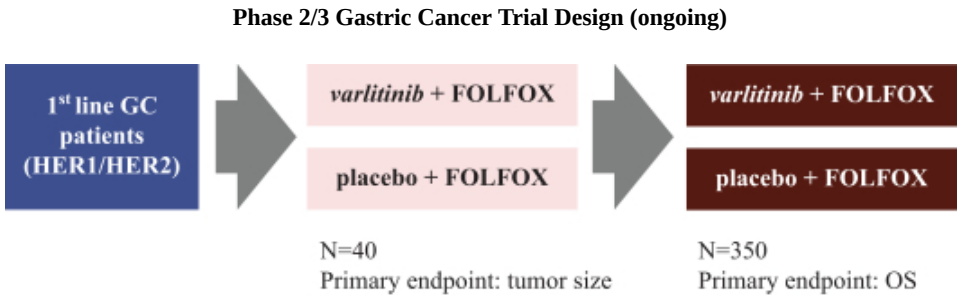 Phase 2/3 Gastric Cancer Trial Design (ongoing)
1st line GC
patients
(HER1/HER2)
varlitinib + FOLFOX
placebo + FOLFOX
N=40
Primary endpoint: tumor size
varlitinib + FOLFOX
placebo + FOLFOX
N=350
Primary endpoint: OS